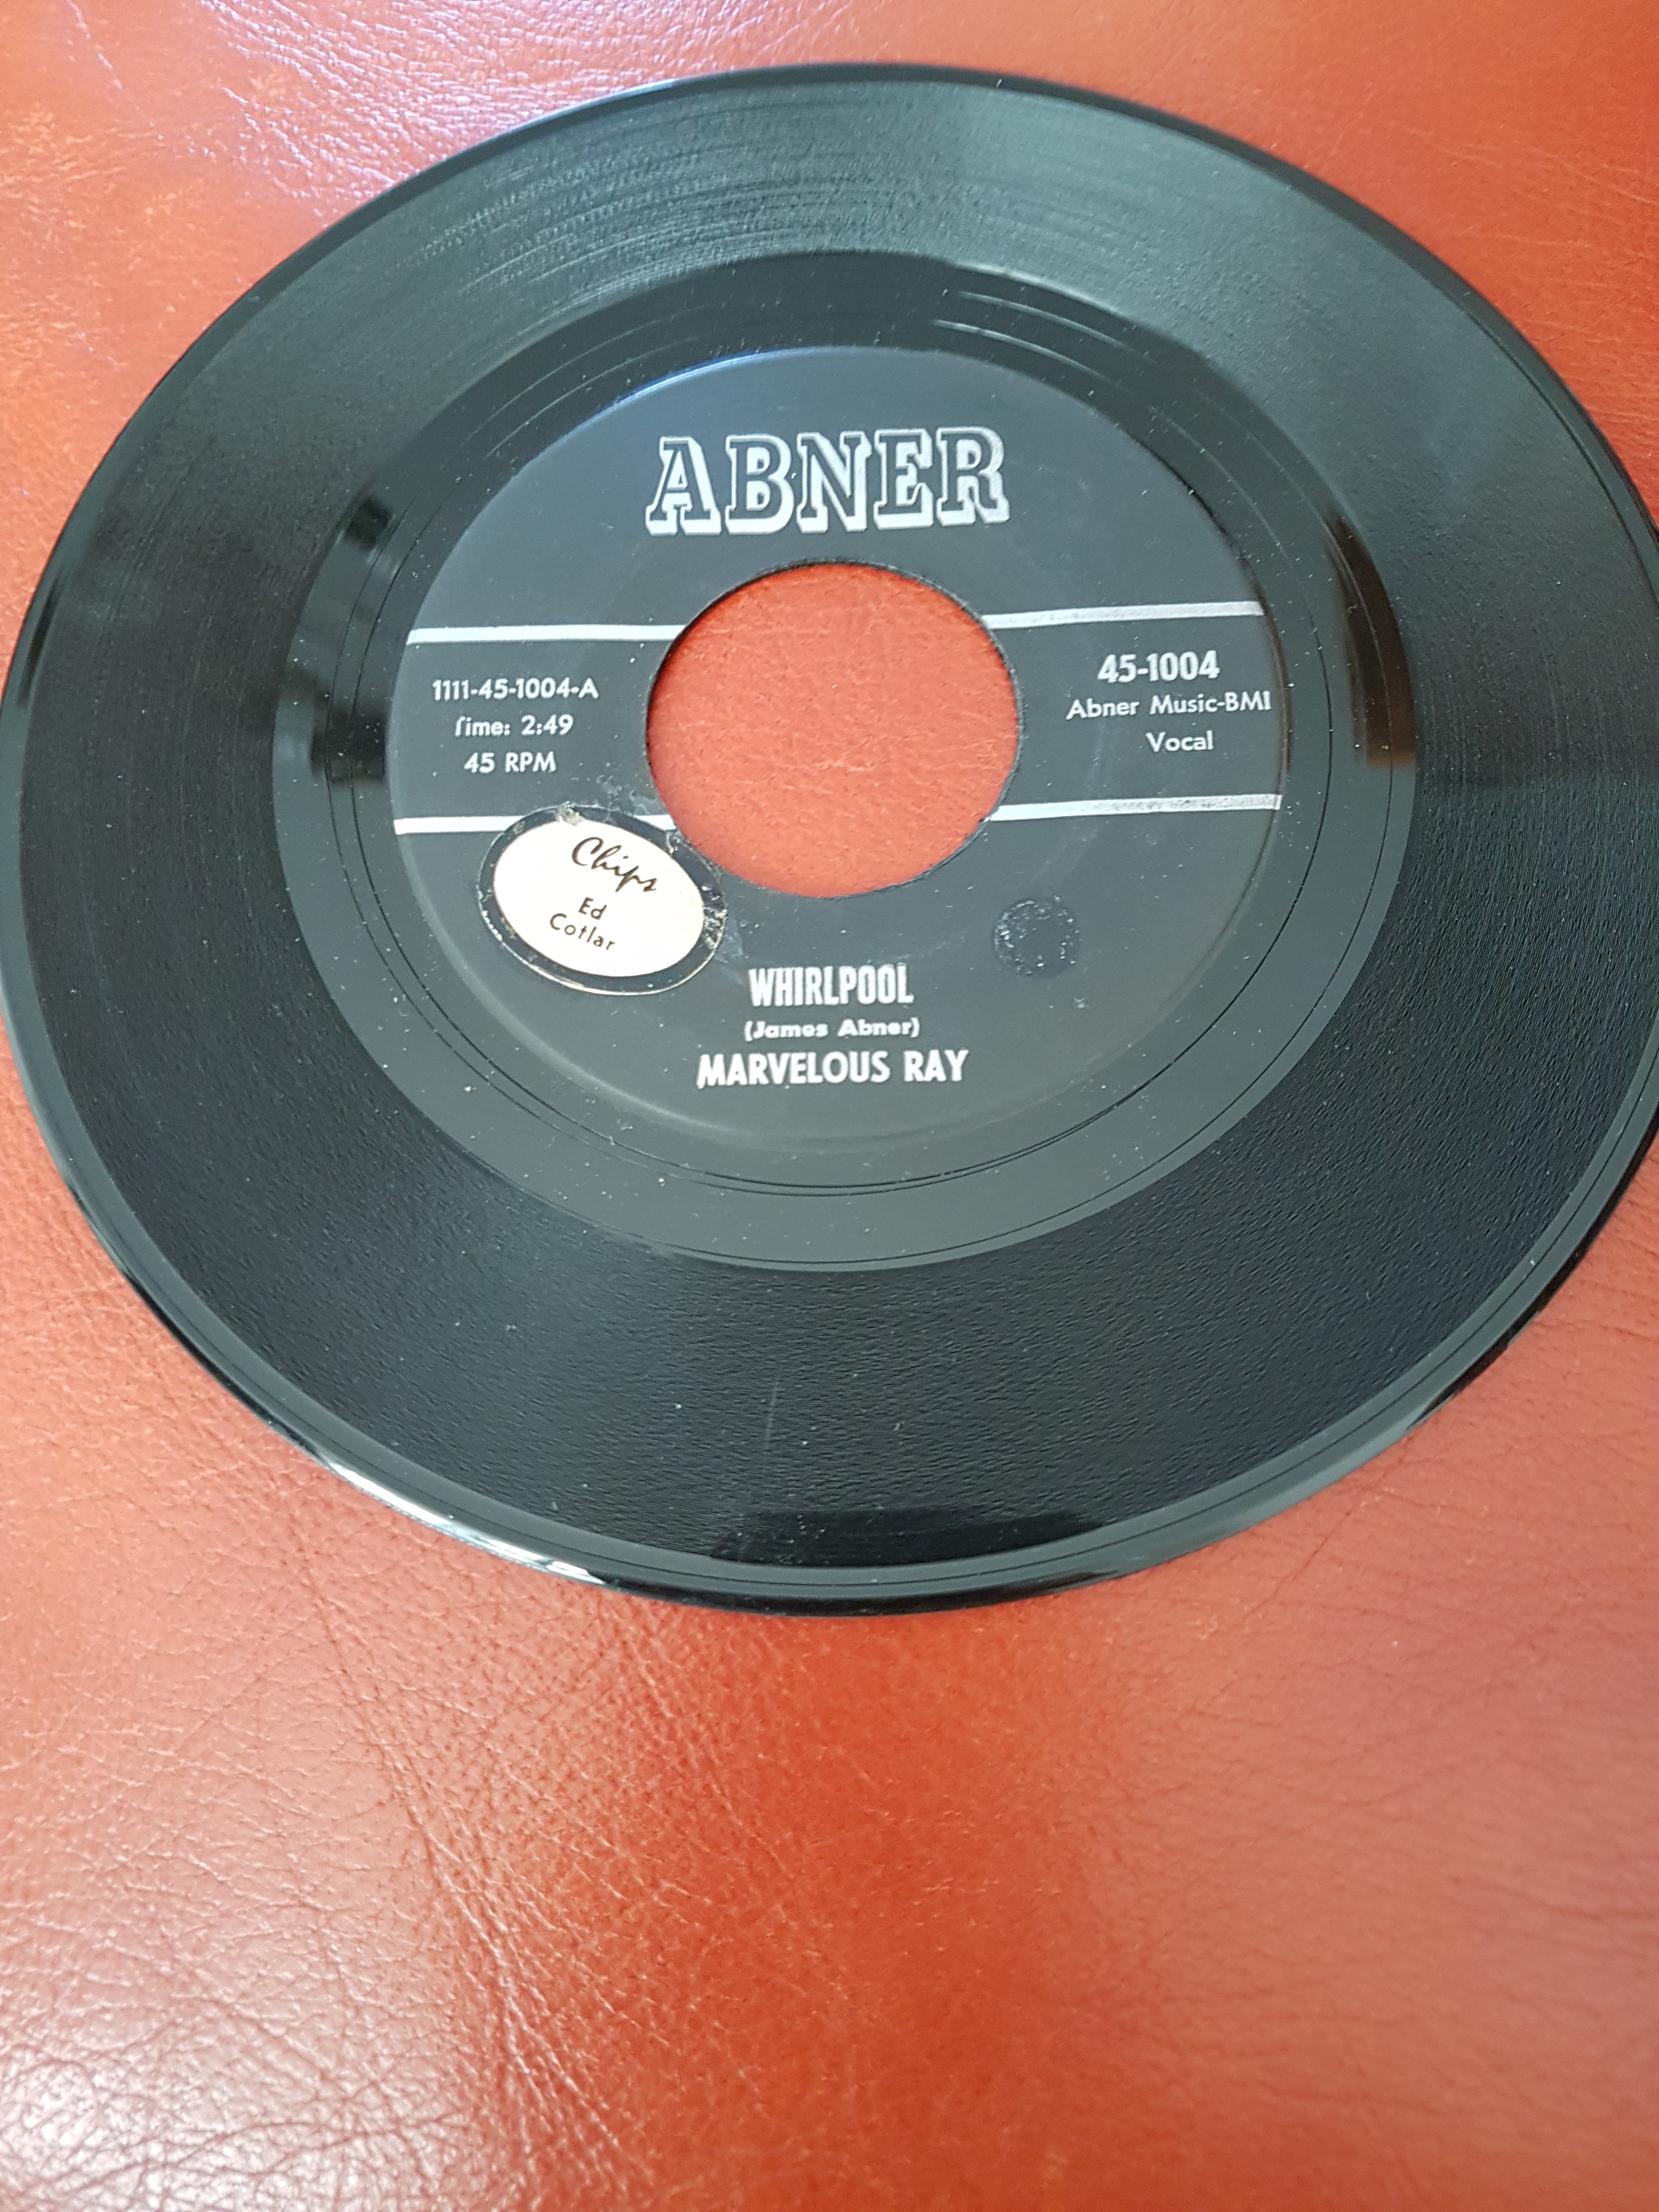 ABNER
1111-45-1004-A
Time: 2:49
45 RPM
45-1004
Abner Music-BMI
Vocal
Chips
Ed
Cotlar
WHIRLPOOL
(James Abner)
MARVELOUS RAY